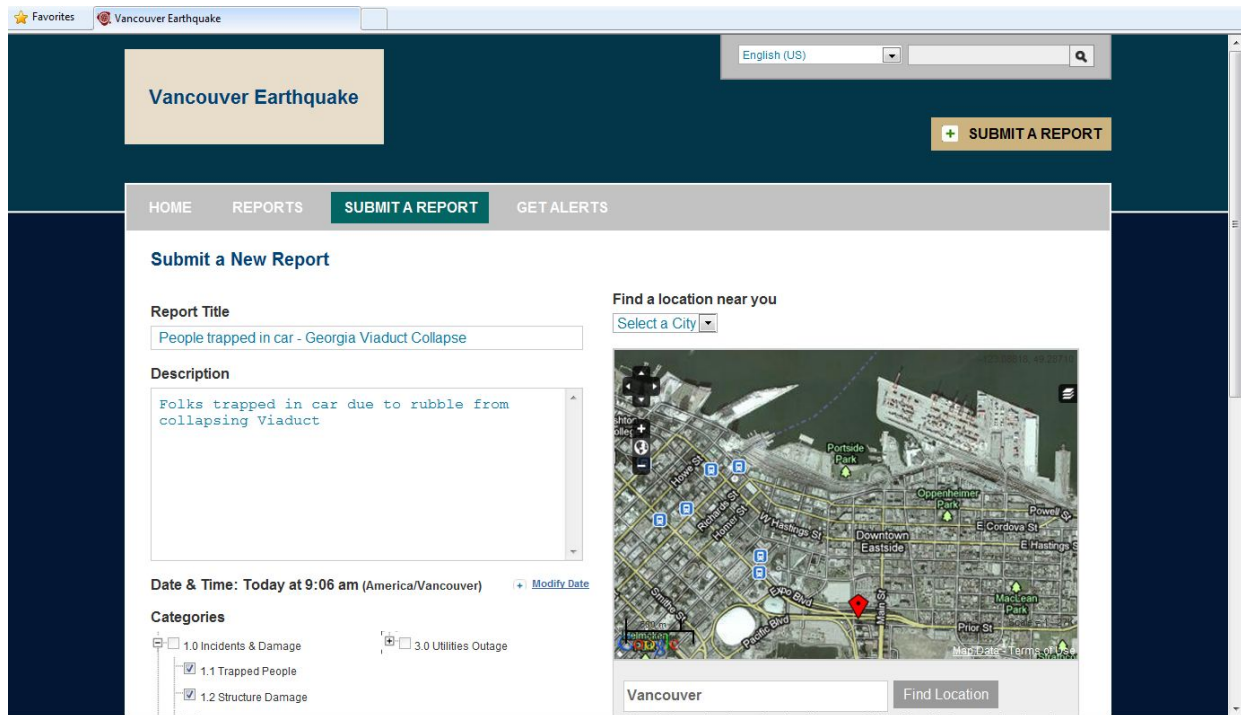 Favorites
Vancouver Earthquake
English (US)
Vancouver Earthquake
SUBMIT A REPORT
HOME
REPORTS
SUBMIT A REPORT
GET ALERTS
Submit a New Report
Report Title
People trapped in car - Georgia Viaduct Collapse
Description
Folks trapped in car due to rubble from
collapsing Viaduct
Date & Time: Today at 9:06 am (America/Vancouver)
Modify Date
Categories
1.0 Incidents & Damage
3.0 Utilities Outage
1.1 Trapped People
1.2 Structure Damage
Find a location near you
Select a City
Portside
Park
Howe St
Richards St
Homer St
W Hastings St
Oppenheimer
Park
Powell St
E Cordova St
E Hastings S
Downtown
Eastside
Expo Blvd
Main St
MacLean
Park
Smithe St
Pacific Blvd
Prior St
Map Data - Terms of Use
Vancouver
Find Location